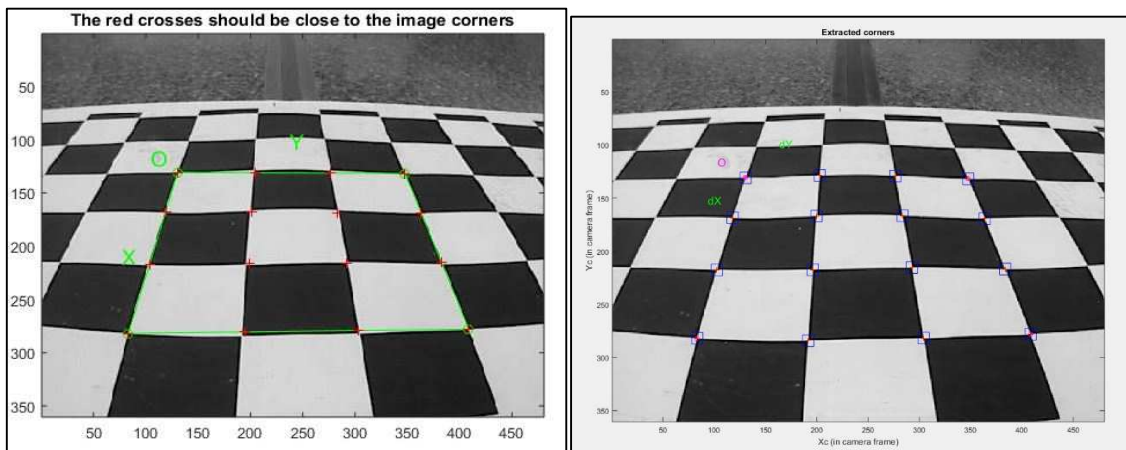 The red crosses should be close to the image corners
O
Y
X
50
100
150
200
250
300
350
50 100 150 200 250 300 350 400 450
Extracted corners
dY
O
dX
Yc (in camera frame)
50
100
150
200
250
300
350
50 100 150 200 250 300 350 400 450
Xc (in camera frame)